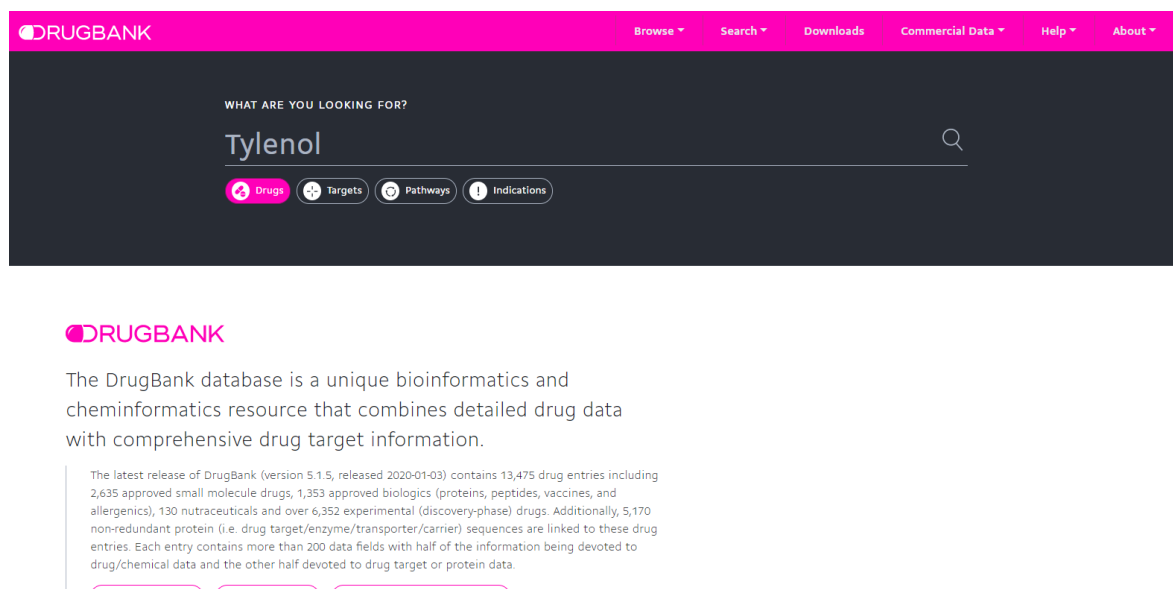 DRUGBANK
Browse Search Downloads Commercial Data Help About
WHAT ARE YOU LOOKING FOR?
Tylenol
Drugs Targets Pathways Indications
DRUGBANK
The DrugBank database is a unique bioinformatics and
cheminformatics resource that combines detailed drug data
with comprehensive drug target information.
The latest release of DrugBank (version 5.1.5, released 2020-01-03) contains 13,475 drug entries including
2,635 approved small molecule drugs, 1,353 approved biologics (proteins, peptides, vaccines, and
allergenics), 130 nutraceuticals and over 6,352 experimental (discovery-phase) drugs. Additionally, 5,170
non-redundant protein (i.e. drug target/enzyme/transporter/carrier) sequences are linked to these drug
entries. Each entry contains more than 200 data fields with half of the information being devoted to
drug/chemical data and the other half devoted to drug target or protein data.